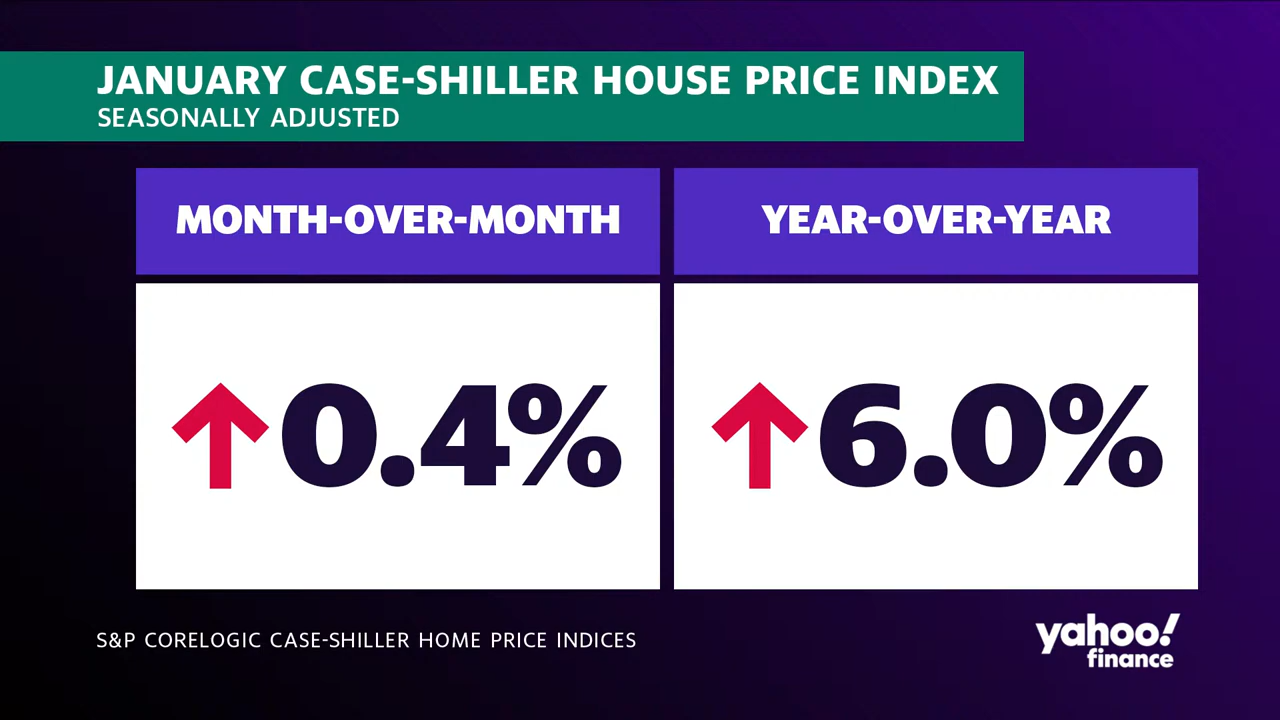 JANUARY CASE-SHILLER HOUSE PRICE INDEX
SEASONALLY ADJUSTED
MONTH-OVER-MONTH
YEAR-OVER-YEAR
↑0.4%
↑6.0%
S&P CORELOGIC CASE-SHILLER HOME PRICE INDICES
yahoo!
finance